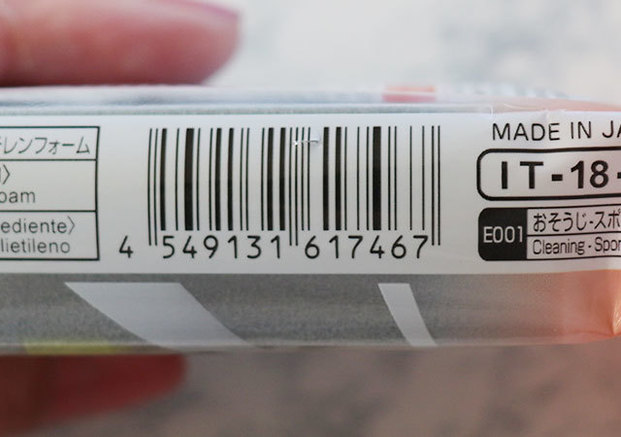 レンフォーム
〉
oam
ediente〉
lietileno
4 549131 617467
MADE IN JA
IT-18-
E001 おそうじ-スポ
Cleaning-Spon